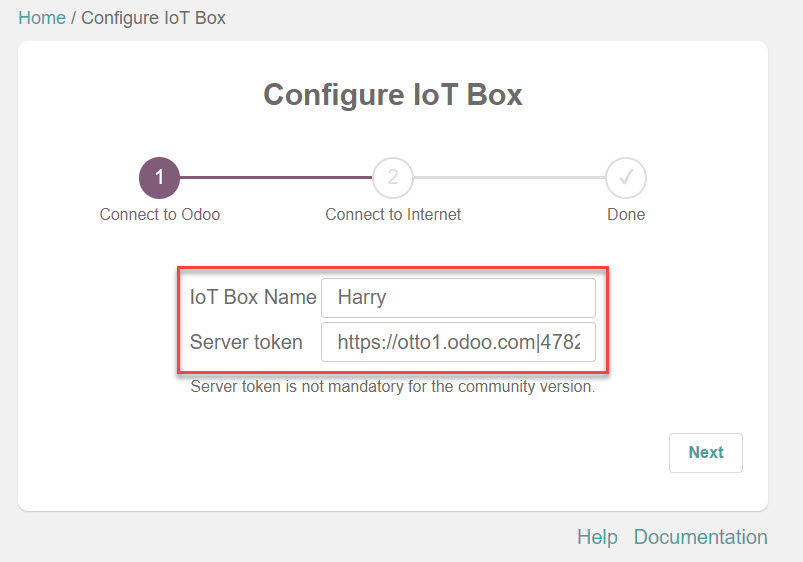 Home / Configure IoT Box
Configure IoT Box
1
2
✓
Connect to Odoo
Connect to Internet
Done
IoT Box Name
Harry
Server token
https://otto1.odoo.com|4782
Server token is not mandatory for the community version.
Next
Help
Documentation